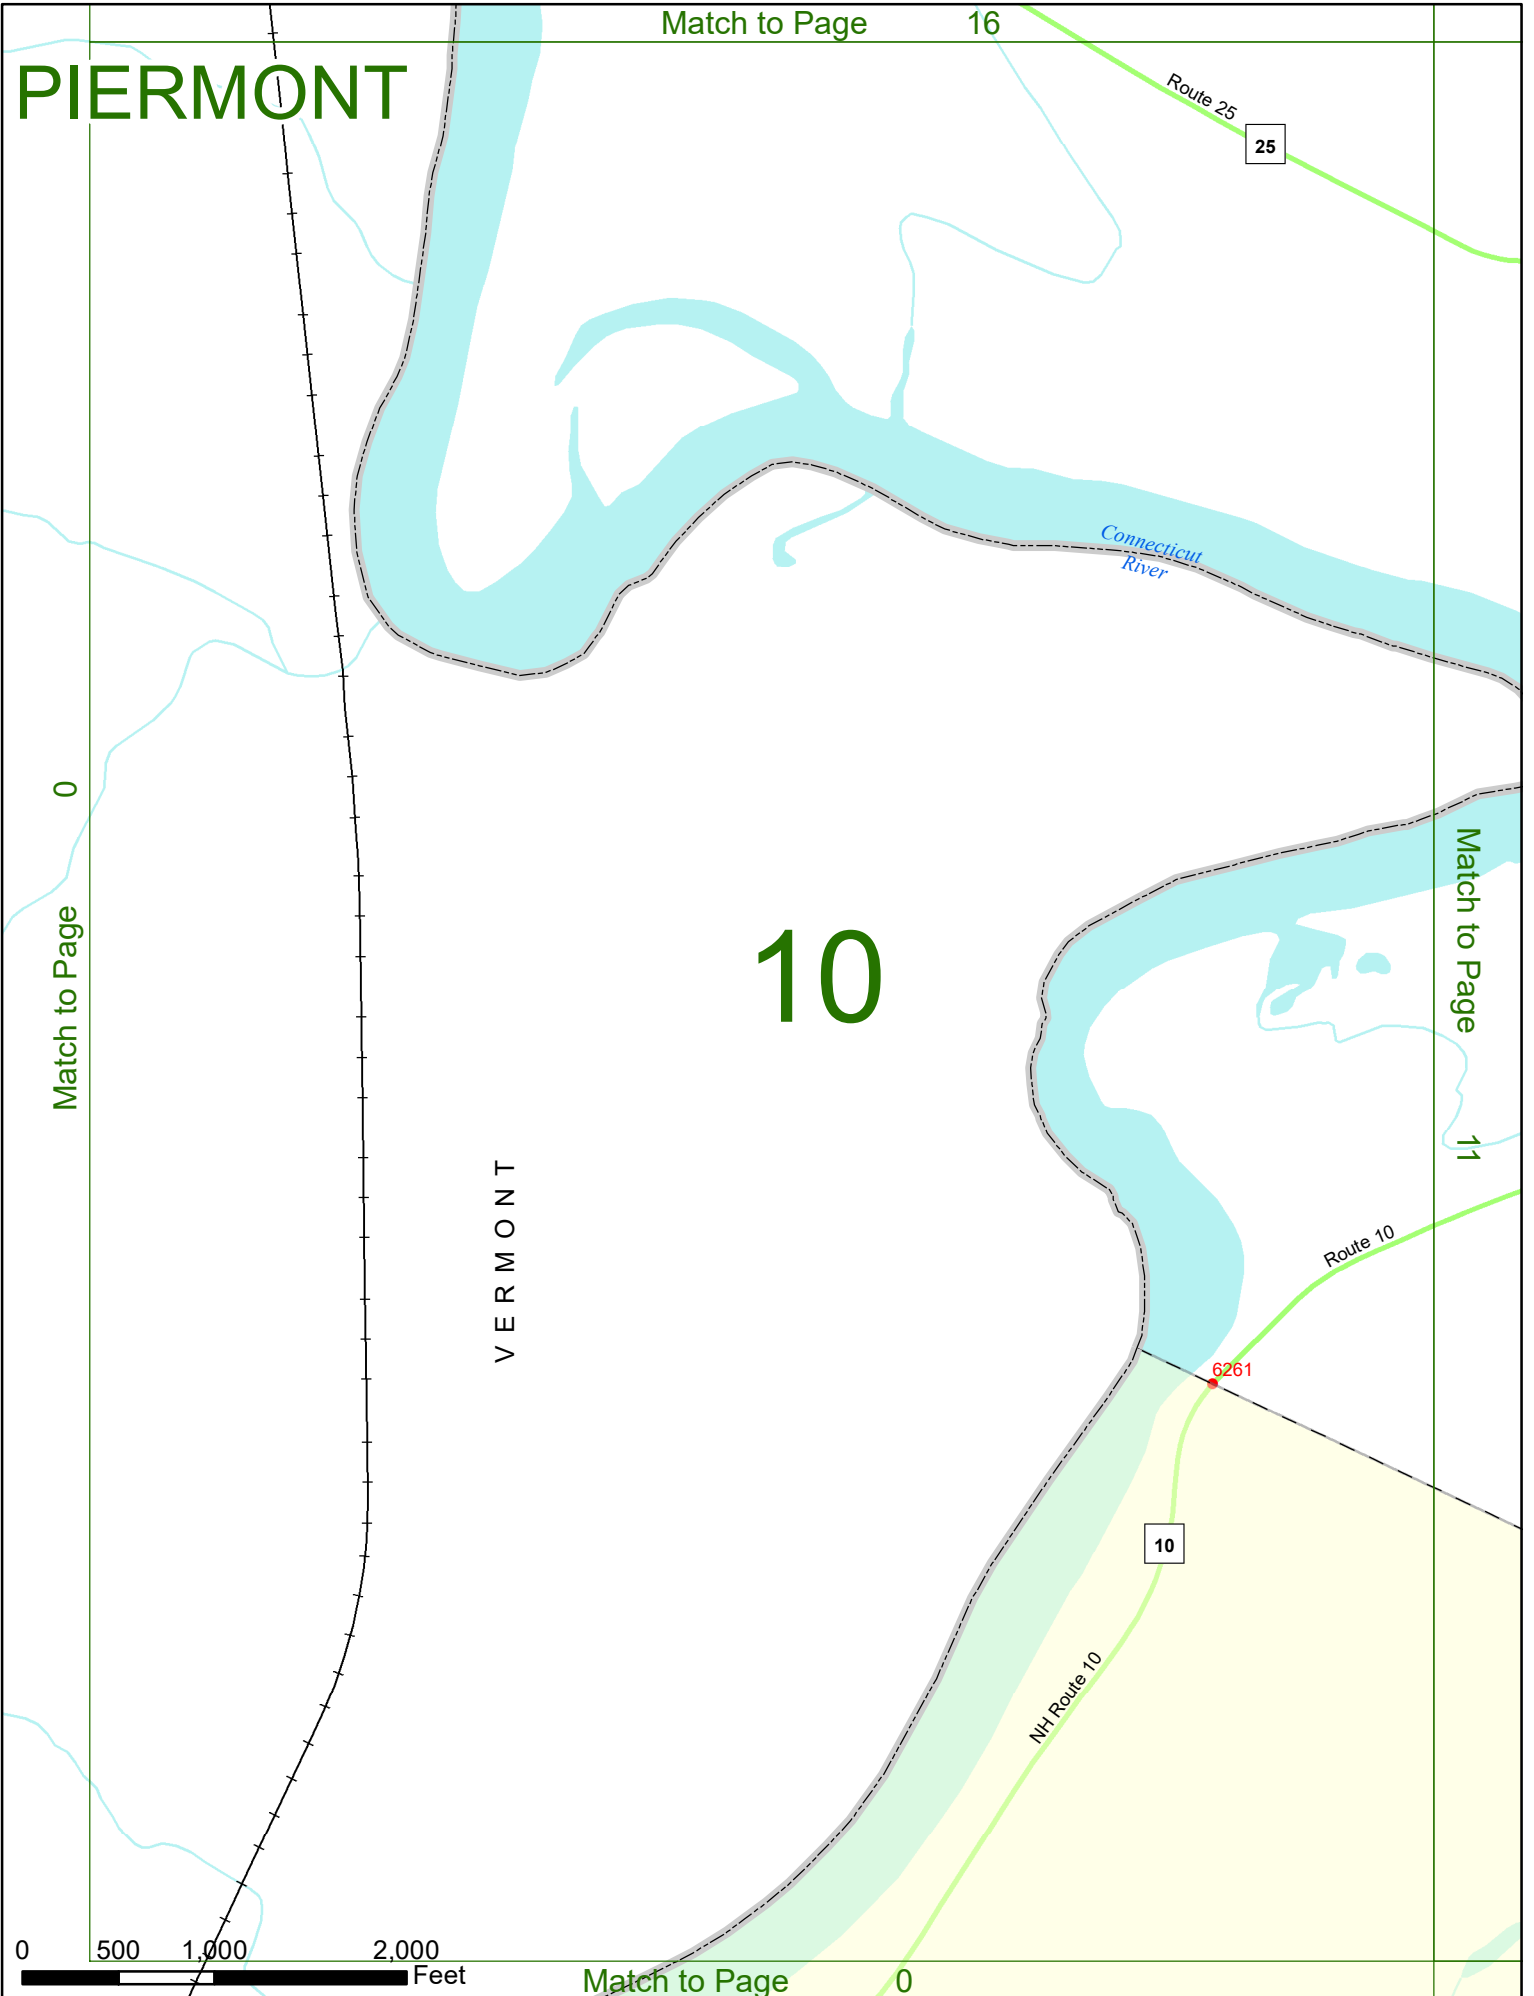 Match to Page 16
PIERMONT
Route 25
25
Connecticut
River
Match to Page 0
10
Match to Page 11
VERMONT
Route 10
6261
10
NH Route 10
0 500 1,000 2,000
Feet
Match to Page 0